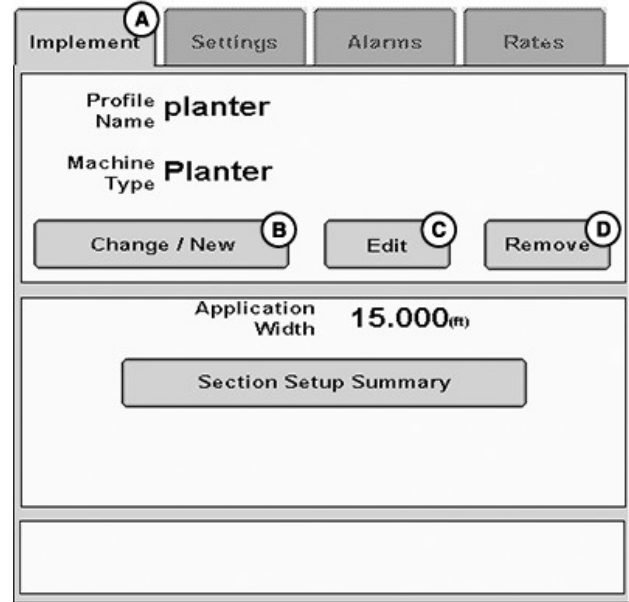 A
Implement Settings Alarms Rates
Profile Name planter
Machine Type Planter
B C D
Change / New Edit Remove
Application Width 15.000(ft)
Section Setup Summary